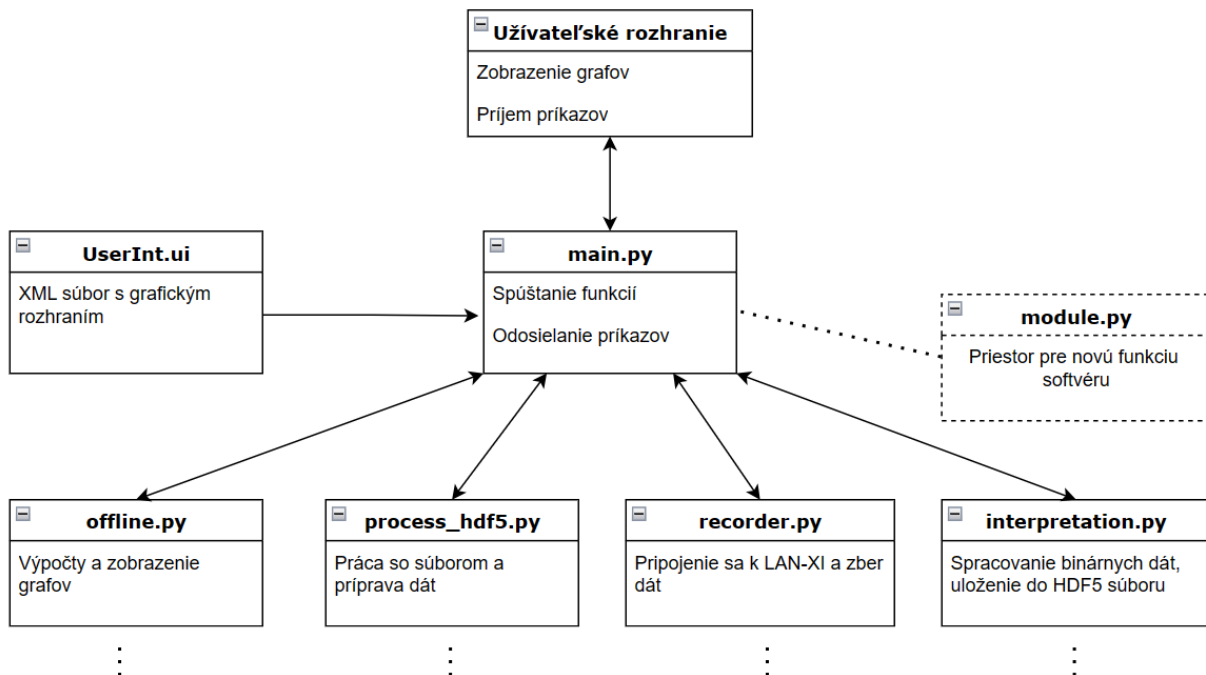 Užívateľské rozhranie
Zobrazenie grafov
Príjem príkazov
UserInt.ui
XML súbor s grafickým
rozhraním
main.py
Spúštanie funkcií
Odosielanie príkazov
module.py
Priestor pre novú funkciu
softvéru
offline.py
Výpočty a zobrazenie
grafov
process_hdf5.py
Práca so súborom a
príprava dát
recorder.py
Pripojenie sa k LAN-XI a zber
dát
interpretation.py
Spracovanie binárnych dát,
uloženie do HDF5 súboru